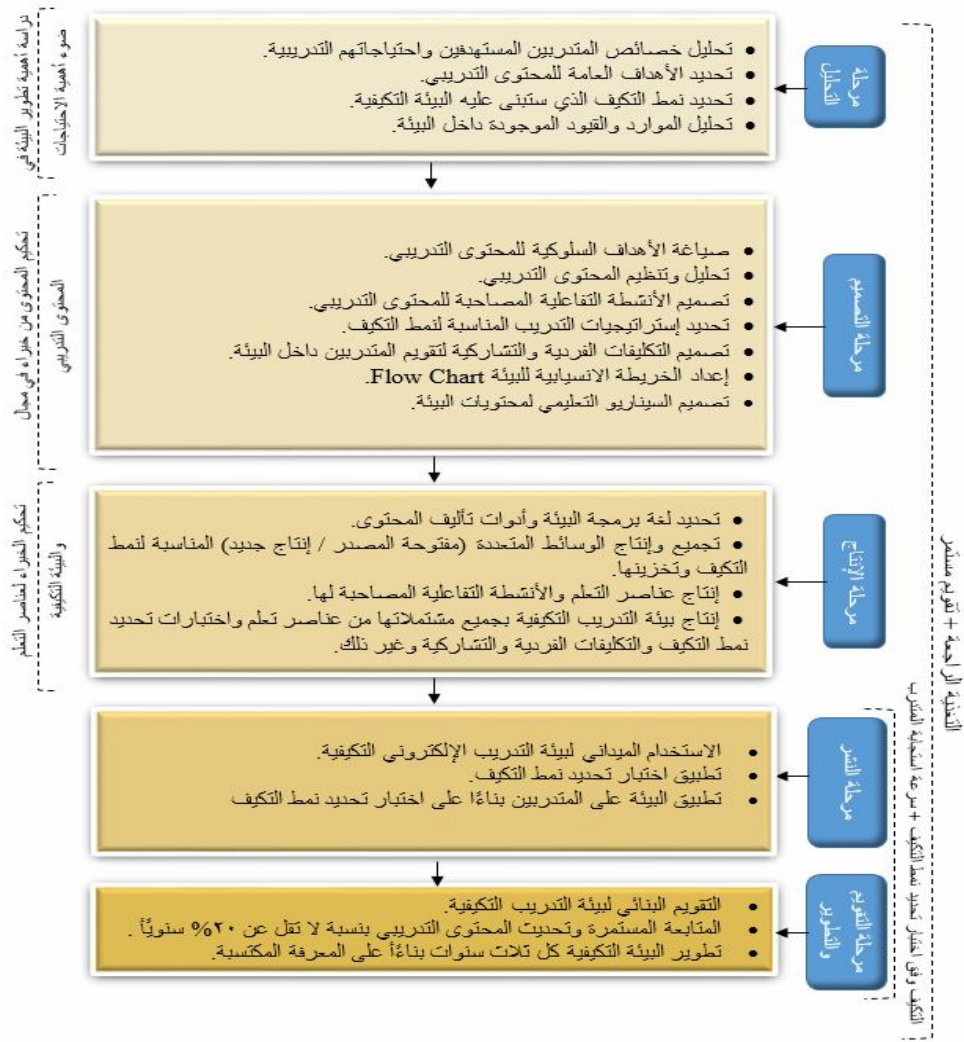 مرحلة
التحليل
• تحليل خصائص المتدربين المستهدفين واحتياجاتهم التدريبية.
• تحديد الأهداف العامة للمحتوى التدريبي.
• تحديد نمط التكيف الذي ستبنى عليه البيئة التكيفية.
• تحليل الموارد والقيود الموجودة داخل البيئة.
دراسة أهمية تطوير البيئة في
ضوء أهمية الاحتياجات
مرحلة التصميم
• صياغة الأهداف السلوكية للمحتوى التدريبي.
• تحليل وتنظيم المحتوى التدريبي.
• تصميم الأنشطة التفاعلية المصاحبة للمحتوى التدريبي.
• تحديد إستراتيجيات التدريب المناسبة لنمط التكيف.
• تصميم التكليفات الفردية والتشاركية لتقويم المتدربين داخل البيئة.
• إعداد الخريطة الانسيابية للبيئة Flow Chart.
• تصميم السيناريو التعليمي لمحتويات البيئة.
تحكيم المحتوى من خبراء في مجال
المحتوى التدريبي
مرحلة الإنتاج
• تحديد لغة برمجة البيئة وأدوات تأليف المحتوى.
• تجميع وإنتاج الوسائط المتعددة (مفتوحة المصدر / إنتاج جديد) المناسبة لنمط
التكيف وتخزينها.
• إنتاج عناصر التعلم والأنشطة التفاعلية المصاحبة لها.
• إنتاج بيئة التدريب التكيفية بجميع مشتملاتها من عناصر تعلم واختبارات تحديد
نمط التكيف والتكليفات الفردية والتشاركية وغير ذلك.
تحكيم الخبراء لعناصر التعلم
والبيئة التكيفية
مرحلة النشر
• الاستخدام الميداني لبيئة التدريب الإلكتروني التكيفية.
• تطبيق اختبار تحديد نمط التكيف.
• تطبيق البيئة على المتدربين بناءًا على اختبار تحديد نمط التكيف
مرحلة التقويم
والتطوير
• التقويم البنائي لبيئة التدريب التكيفية.
• المتابعة المستمرة وتحديث المحتوى التدريبي بنسبة لا تقل عن ٢٠% سنويًا .
• تطوير البيئة التكيفية كل ثلاث سنوات بناءًا على المعرفة المكتسبة.
التغذية الراجعة + تقويم مستمر
التكيف وفق اختبار تحديد نمط التكيف + سرعة استجابة المتدرب